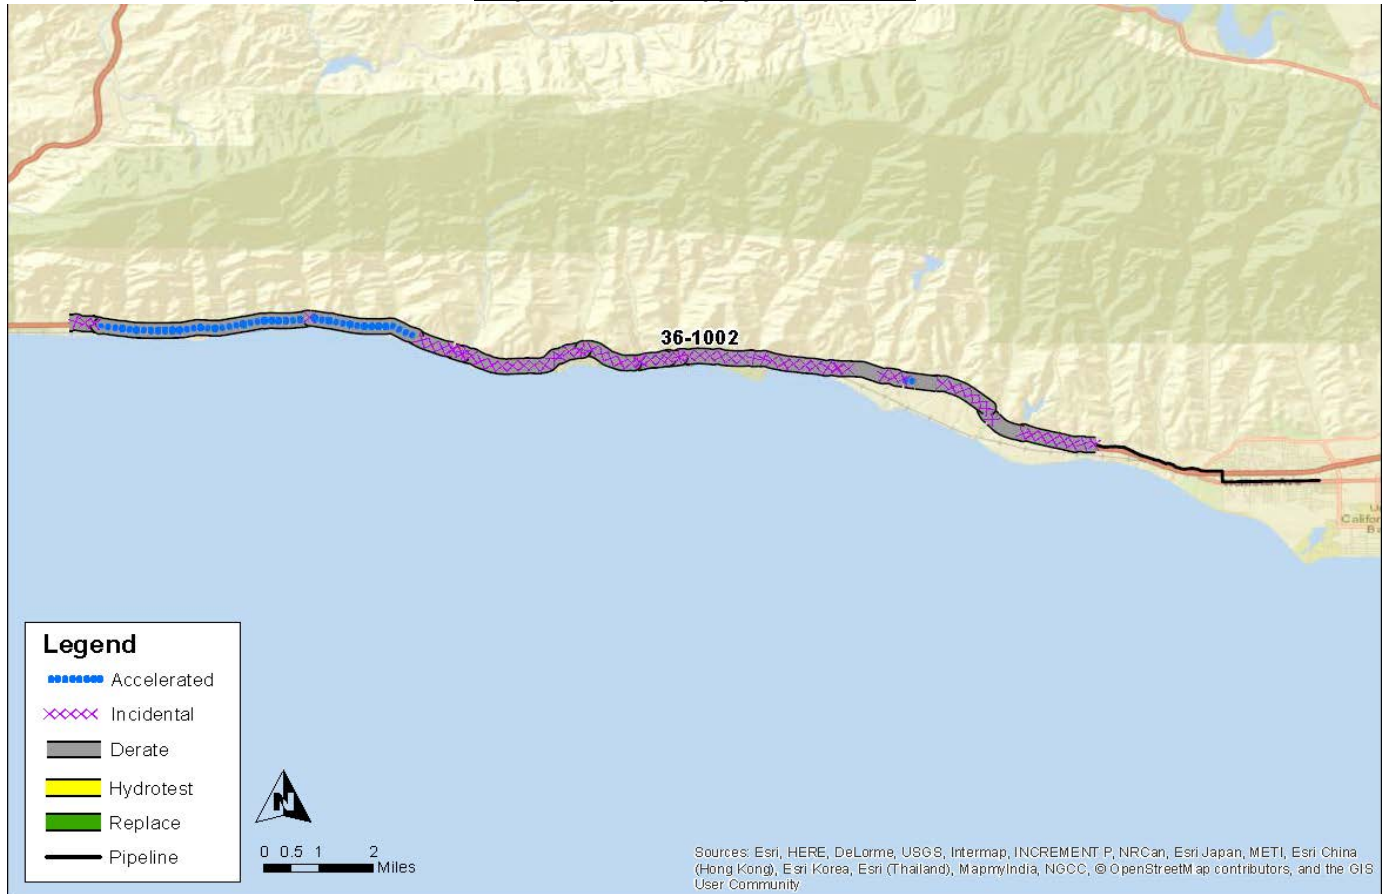 36-1002
Legend
Accelerated
Incidental
Derate
Hydrotest
Replace
Pipeline
N
0 0.5 1 2
Miles
Sources: Esri, HERE, DeLorme, USGS, Intermap, INCREMENT P, NRCan, Esri Japan, METI, Esri China
(Hong Kong), Esri Korea, Esri (Thailand), MapmyIndia, NGCC, © OpenStreetMap contributors, and the GIS
User Community